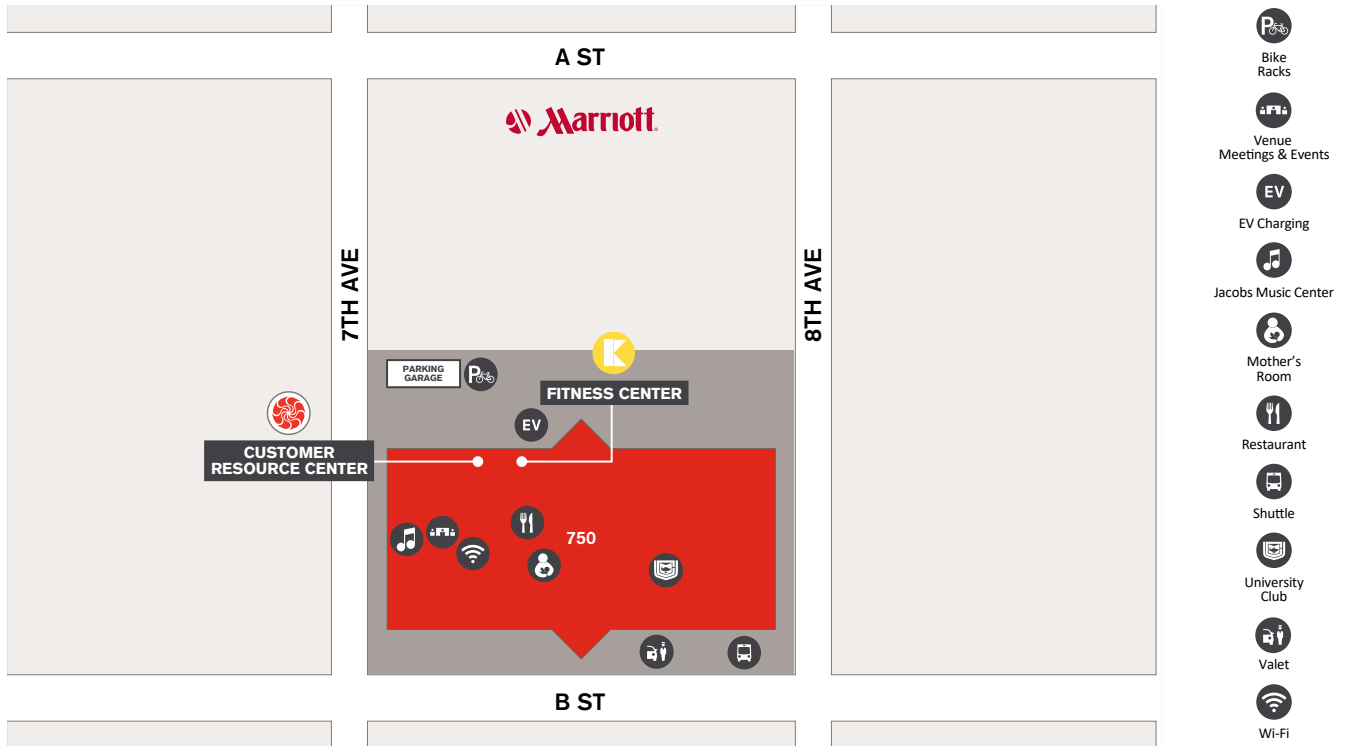 A ST
Marriott
7TH AVE
8TH AVE
PARKING
GARAGE
P
K
FITNESS CENTER
EV
CUSTOMER
RESOURCE CENTER
750
B ST
P
Bike
Racks
Venue
Meetings & Events
EV
EV Charging
Jacobs Music Center
Mother's
Room
Restaurant
Shuttle
University
Club
Valet
Wi-Fi